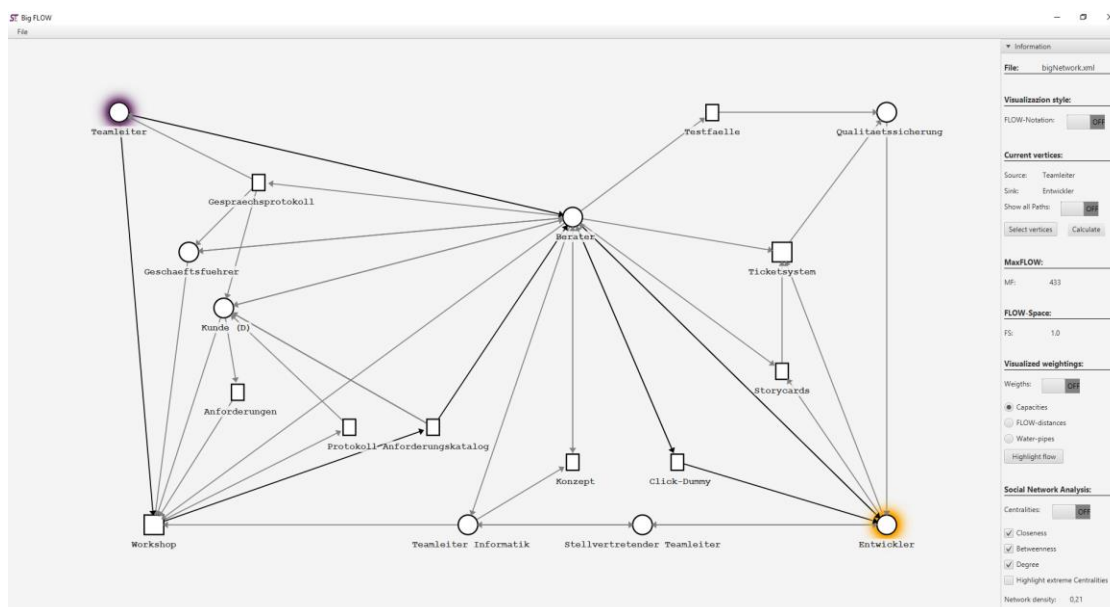 Big FLOW
File
Teamleiter
Testfaelle
Qualitaetssicherung
Gespraechsprotokoll
Berater
Geschaeftsfuehrer
Ticketsystem
Kunde (D)
Storycards
Anforderungen
Protokoll
Anforderungskatalog
Konzept
Click-Dummy
Workshop
Teamleiter Informatik
Stellvertretender Teamleiter
Entwickler
Information
File: bigNetwork.xml
Visualizazion style:
FLOW-Notation: OFF
Current vertices:
Source: Teamleiter
Sink: Entwickler
Show all Paths: OFF
Select vertices Calculate
MaxFLOW:
MF: 433
FLOW-Space:
FS: 1.0
Visualized weightings:
Weigths: OFF
Capacities
FLOW-distances
Water-pipes
Highlight flow
Social Network Analysis:
Centralities: OFF
Closeness
Betweenness
Degree
Highlight extreme Centralities
Network density: 0,21